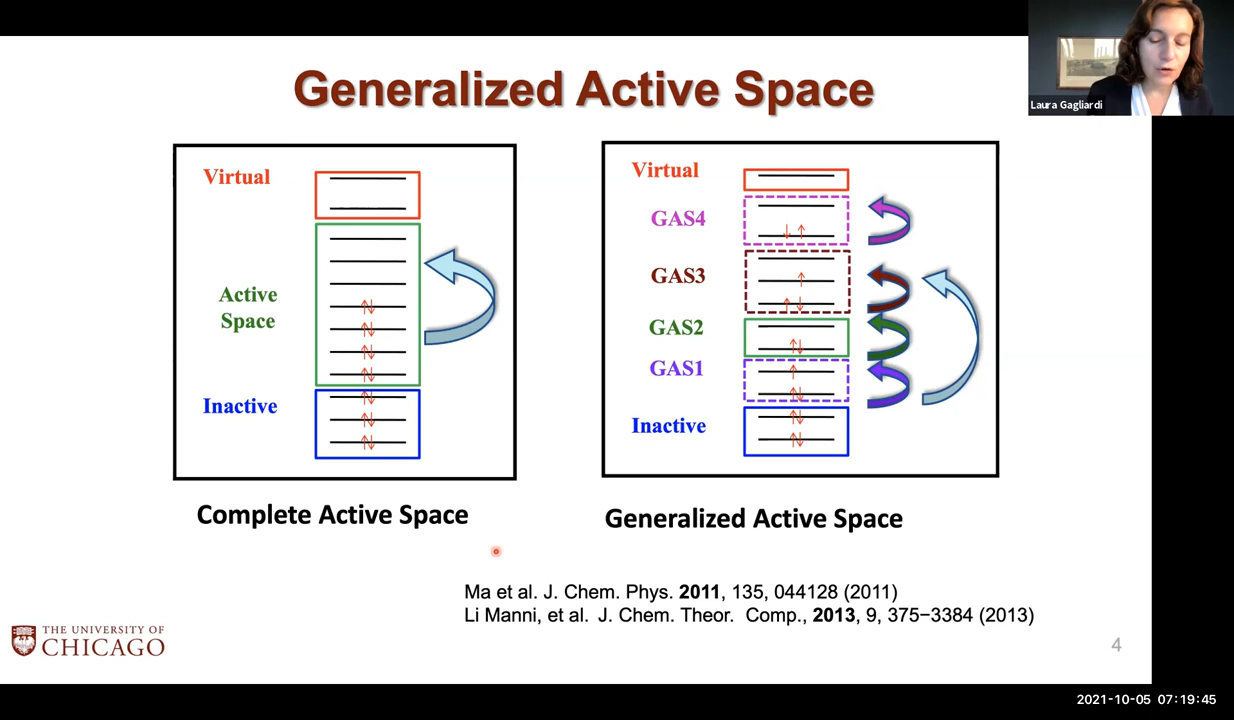 Generalized Active Space
Laura Gagliardi
Virtual
Active
Space
Inactive
Complete Active Space
Virtual
GAS4
GAS3
GAS2
GAS1
Inactive
Generalized Active Space
Ma et al. J. Chem. Phys. 2011, 135, 044128 (2011)
Li Manni, et al. J. Chem. Theor. Comp., 2013, 9, 375−3384 (2013)
THE UNIVERSITY OF
CHICAGO
4
2021-10-05 07:19:45